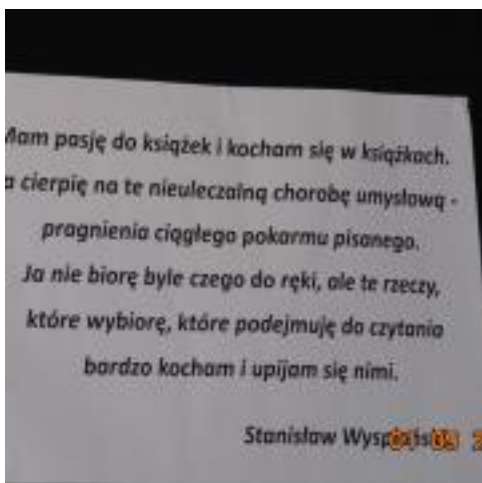 Mam pasję do książek i kocham się w książkach.
a cierpię na te nieuleczalną chorobę umysłową -
pragnienia ciągłego pokarmu pisanego.
Ja nie biorę byle czego do ręki, ale te rzeczy,
które wybiorę, które podejmuję do czytania
bardzo kocham i upijam się nimi.
Stanisław